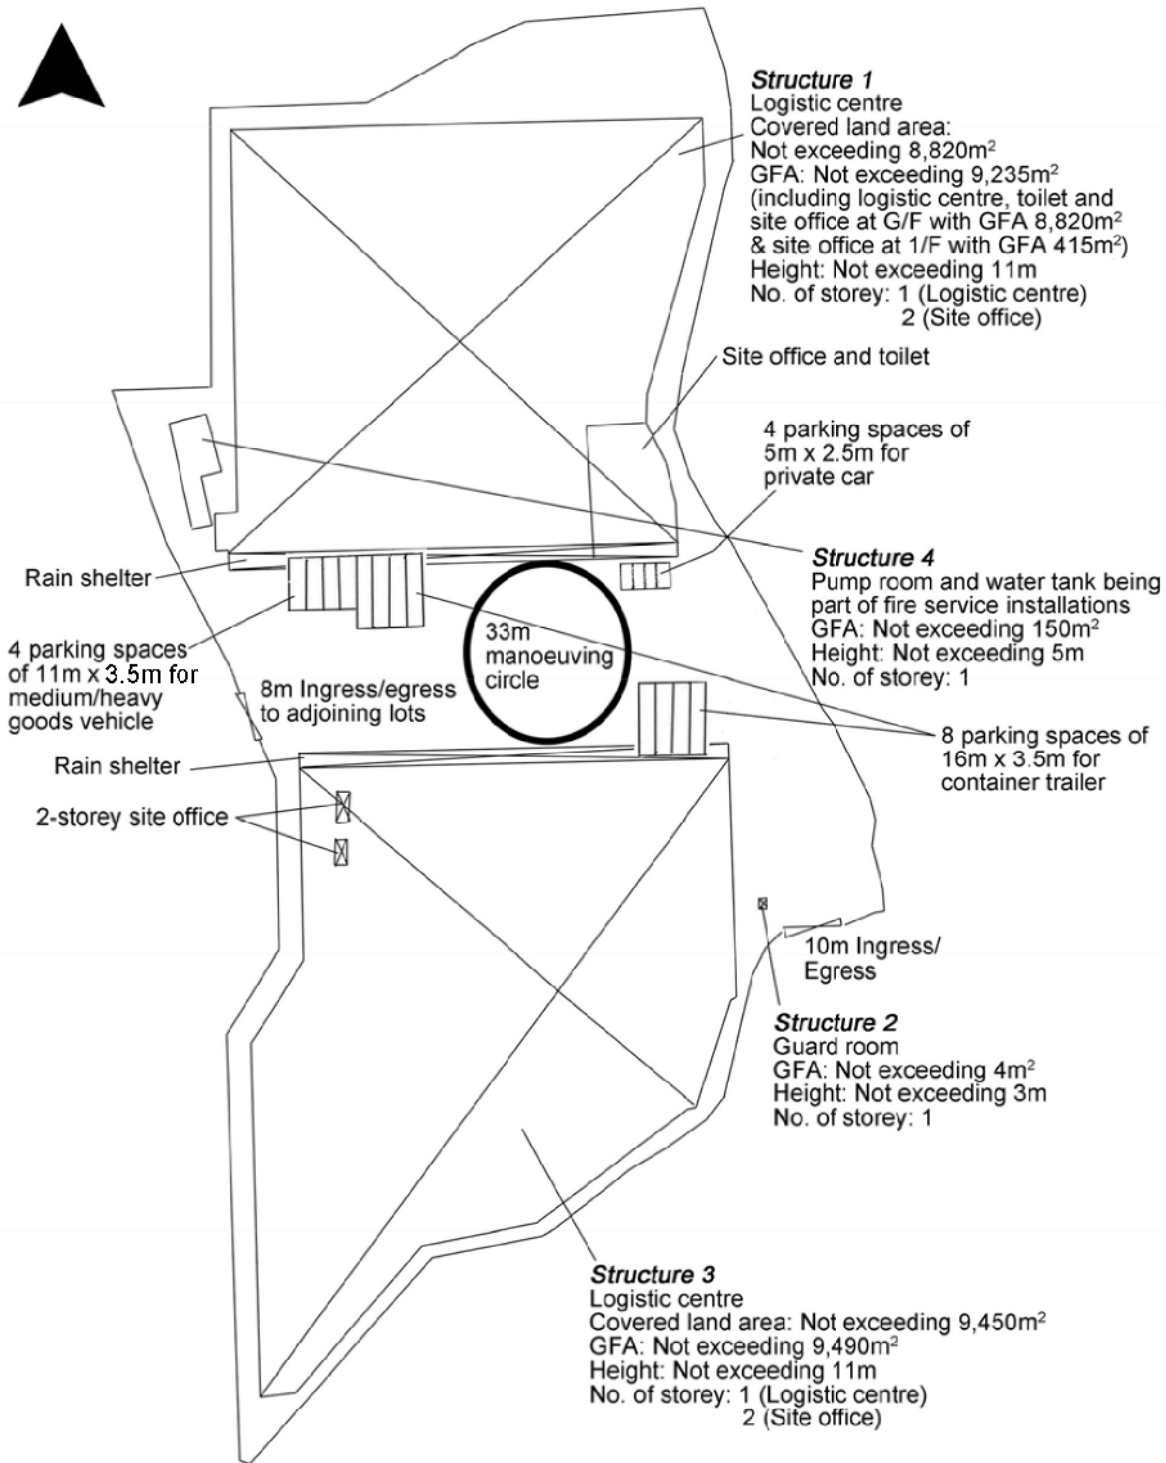 Structure 1
Logistic centre
Covered land area:
Not exceeding 8,820m²
GFA: Not exceeding 9,235m²
(including logistic centre, toilet and
site office at G/F with GFA 8,820m²
& site office at 1/F with GFA 415m²)
Height: Not exceeding 11m
No. of storey: 1 (Logistic centre)
2 (Site office)
Site office and toilet
4 parking spaces of
5m x 2.5m for
private car
Structure 4
Pump room and water tank being
part of fire service installations
GFA: Not exceeding 150m²
Height: Not exceeding 5m
No. of storey: 1
Rain shelter
4 parking spaces
of 11m x 3.5m for
medium/heavy
goods vehicle
33m
manoeuving
circle
8m Ingress/egress
to adjoining lots
8 parking spaces of
16m x 3.5m for
container trailer
Rain shelter
2-storey site office
10m Ingress/
Egress
Structure 2
Guard room
GFA: Not exceeding 4m²
Height: Not exceeding 3m
No. of storey: 1
Structure 3
Logistic centre
Covered land area: Not exceeding 9,450m²
GFA: Not exceeding 9,490m²
Height: Not exceeding 11m
No. of storey: 1 (Logistic centre)
2 (Site office)